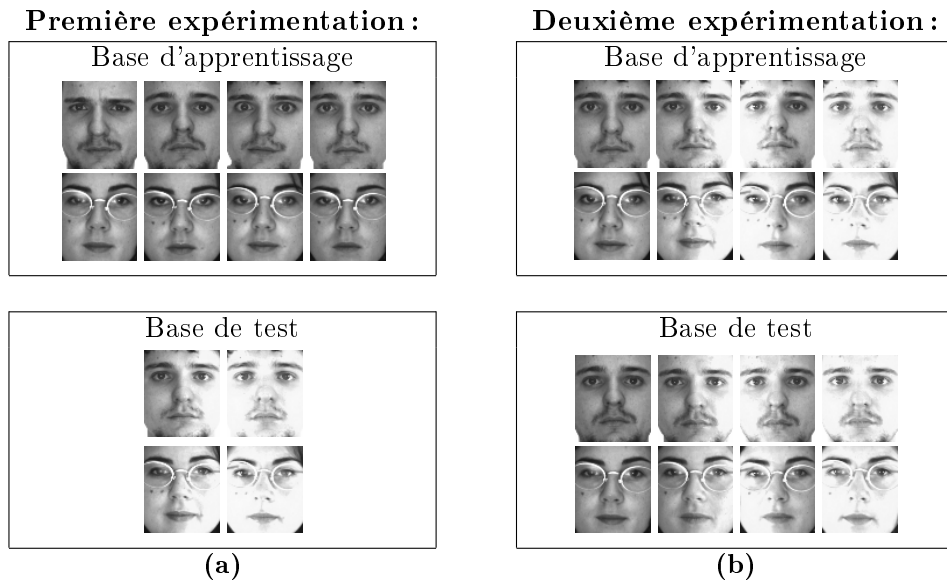 Première expérimentation :
Base d'apprentissage
Base de test
(a)
Deuxième expérimentation :
Base d'apprentissage
Base de test
(b)